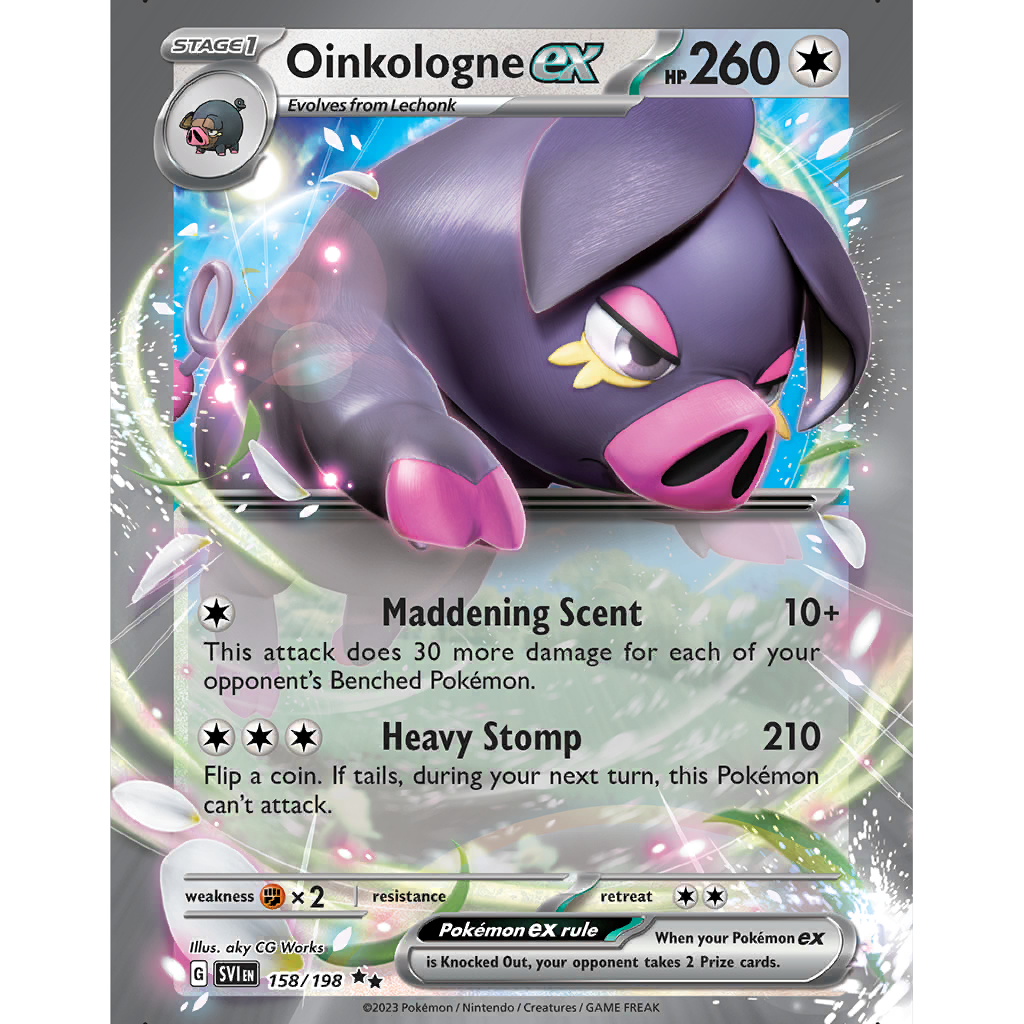 STAGE1
Oinkologne ex HP 260
Evolves from Lechonk
Maddening Scent 10+
This attack does 30 more damage for each of your
opponent's Benched Pokémon.
Heavy Stomp 210
Flip a coin. If tails, during your next turn, this Pokémon
can't attack.
weakness ×2 resistance retreat
Pokémon ex rule
When your Pokémon ex
is Knocked Out, your opponent takes 2 Prize cards.
Illus. aky CG Works
G SVI EN 158/198
©2023 Pokémon / Nintendo / Creatures / GAME FREAK